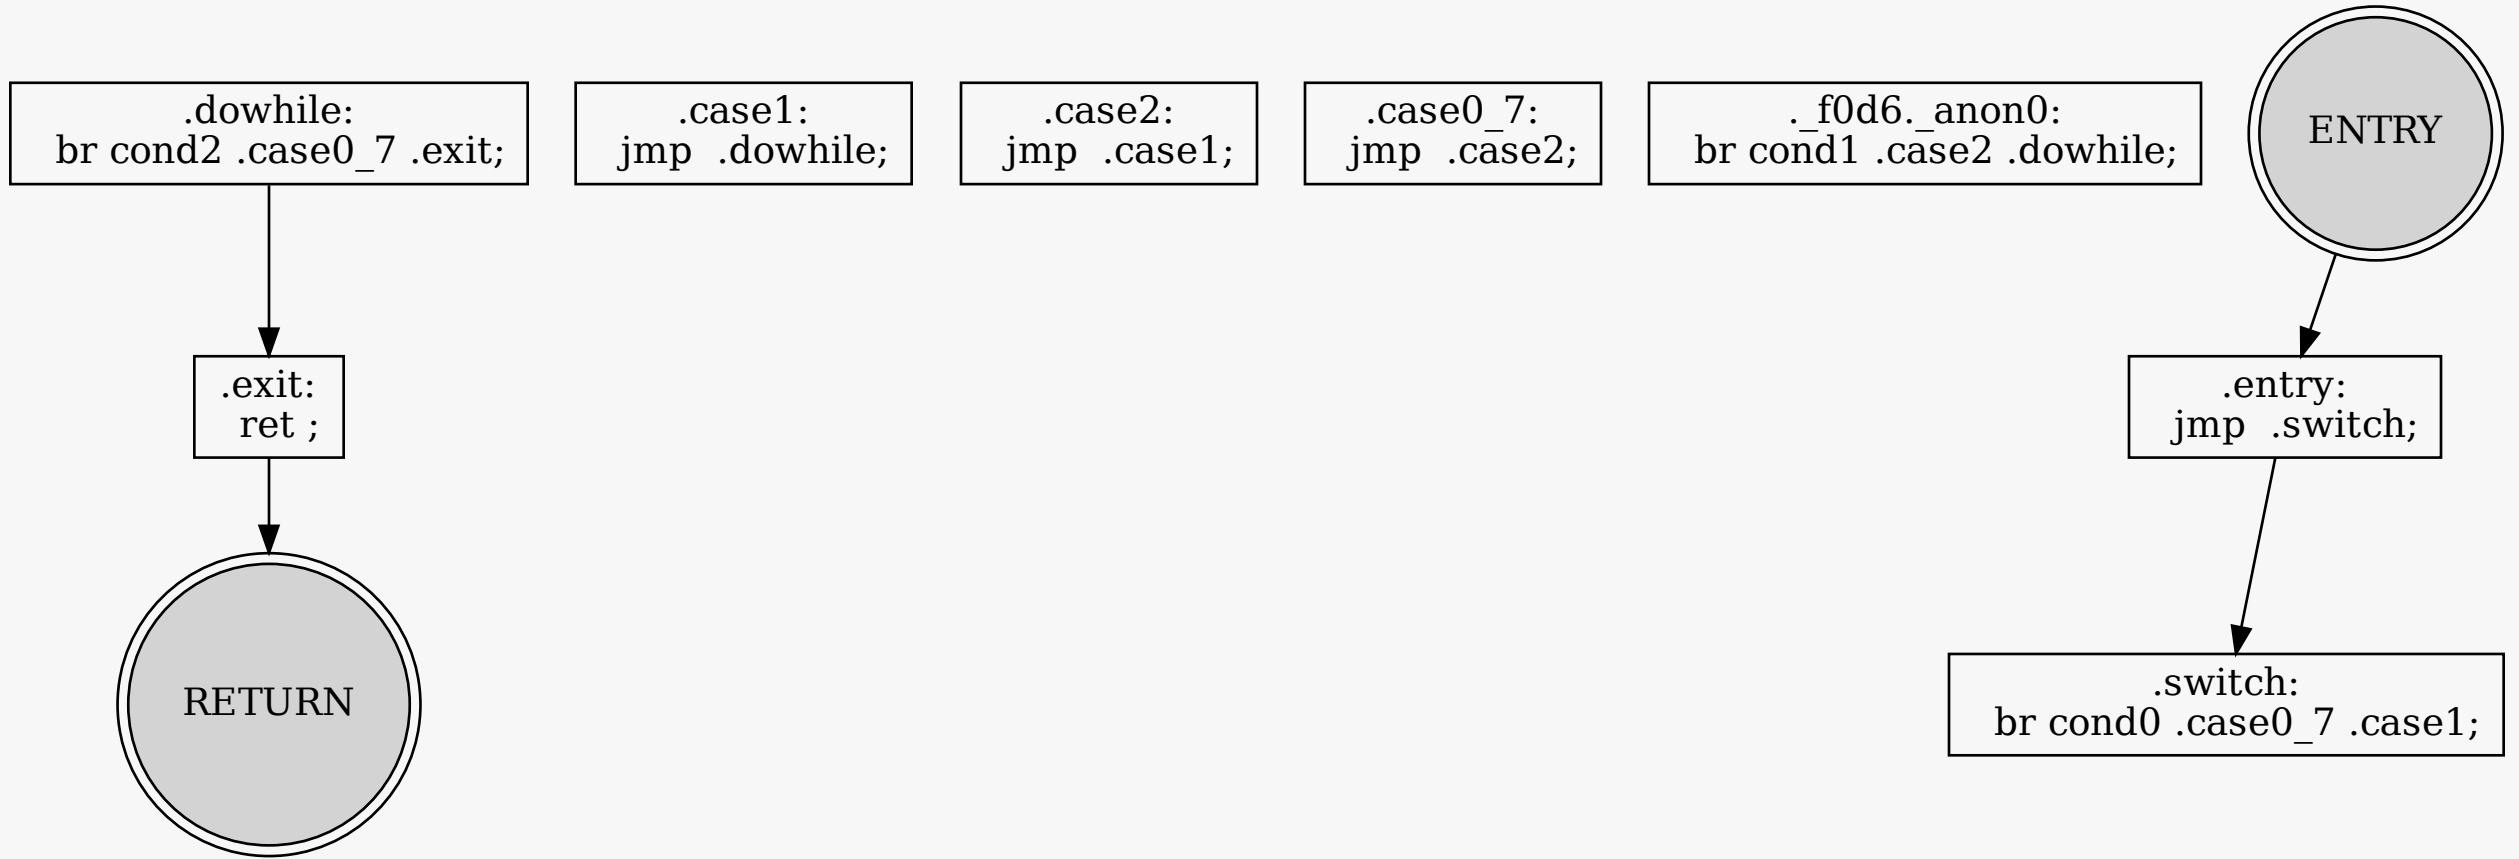 .dowhile:
br cond2 .case0_7 .exit;
.case1:
jmp  .dowhile;
.case2:
jmp  .case1;
.case0_7:
jmp  .case2;
._f0d6._anon0:
br cond1 .case2 .dowhile;
ENTRY
.exit:
ret ;
.entry:
jmp  .switch;
RETURN
.switch:
br cond0 .case0_7 .case1;